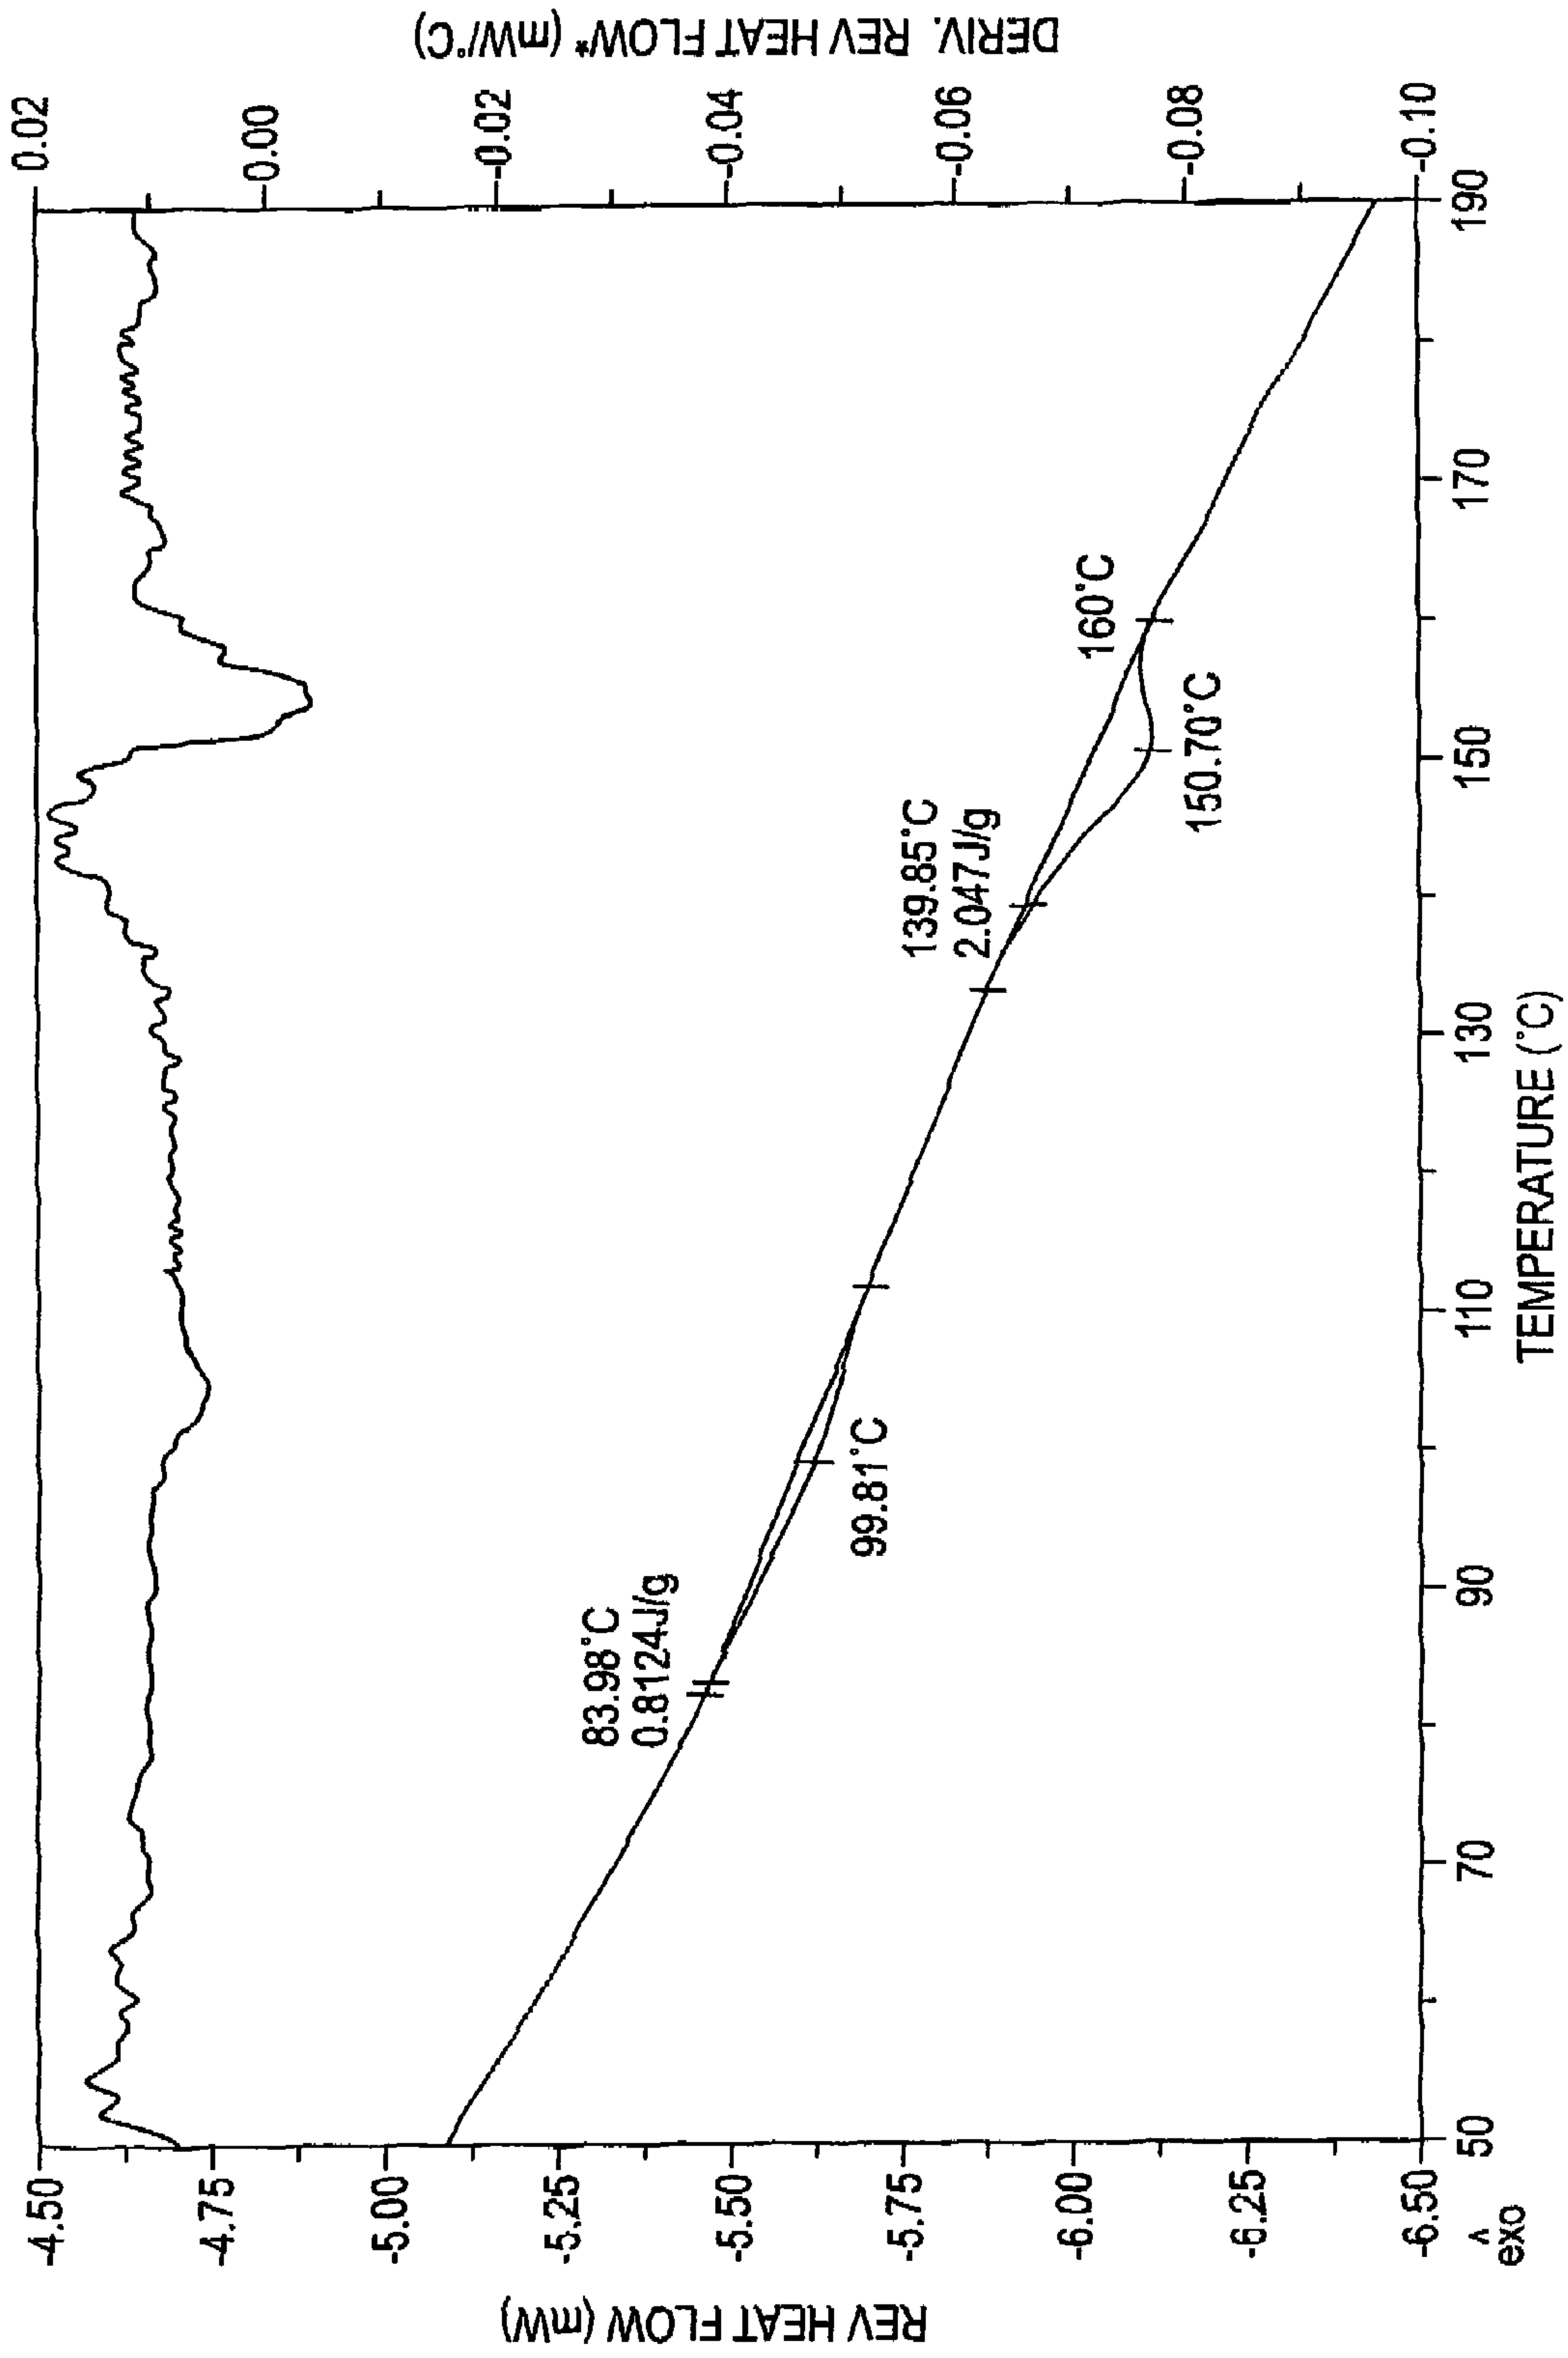 0.02
0.00
-0.02
-0.04
-0.06
-0.08
-0.10
DERIV. REV HEAT FLOW* (mW/°C)
-4.50
-4.75
-5.00
-5.25
-5.50
-5.75
-6.00
-6.25
-6.50
REV HEAT FLOW (mW)
83.98°C
0.8124J/g
99.81°C
139.85°C
2.047J/g
150.70°C
160°C
^
exo
50
70
90
110
130
150
170
190
TEMPERATURE (°C)